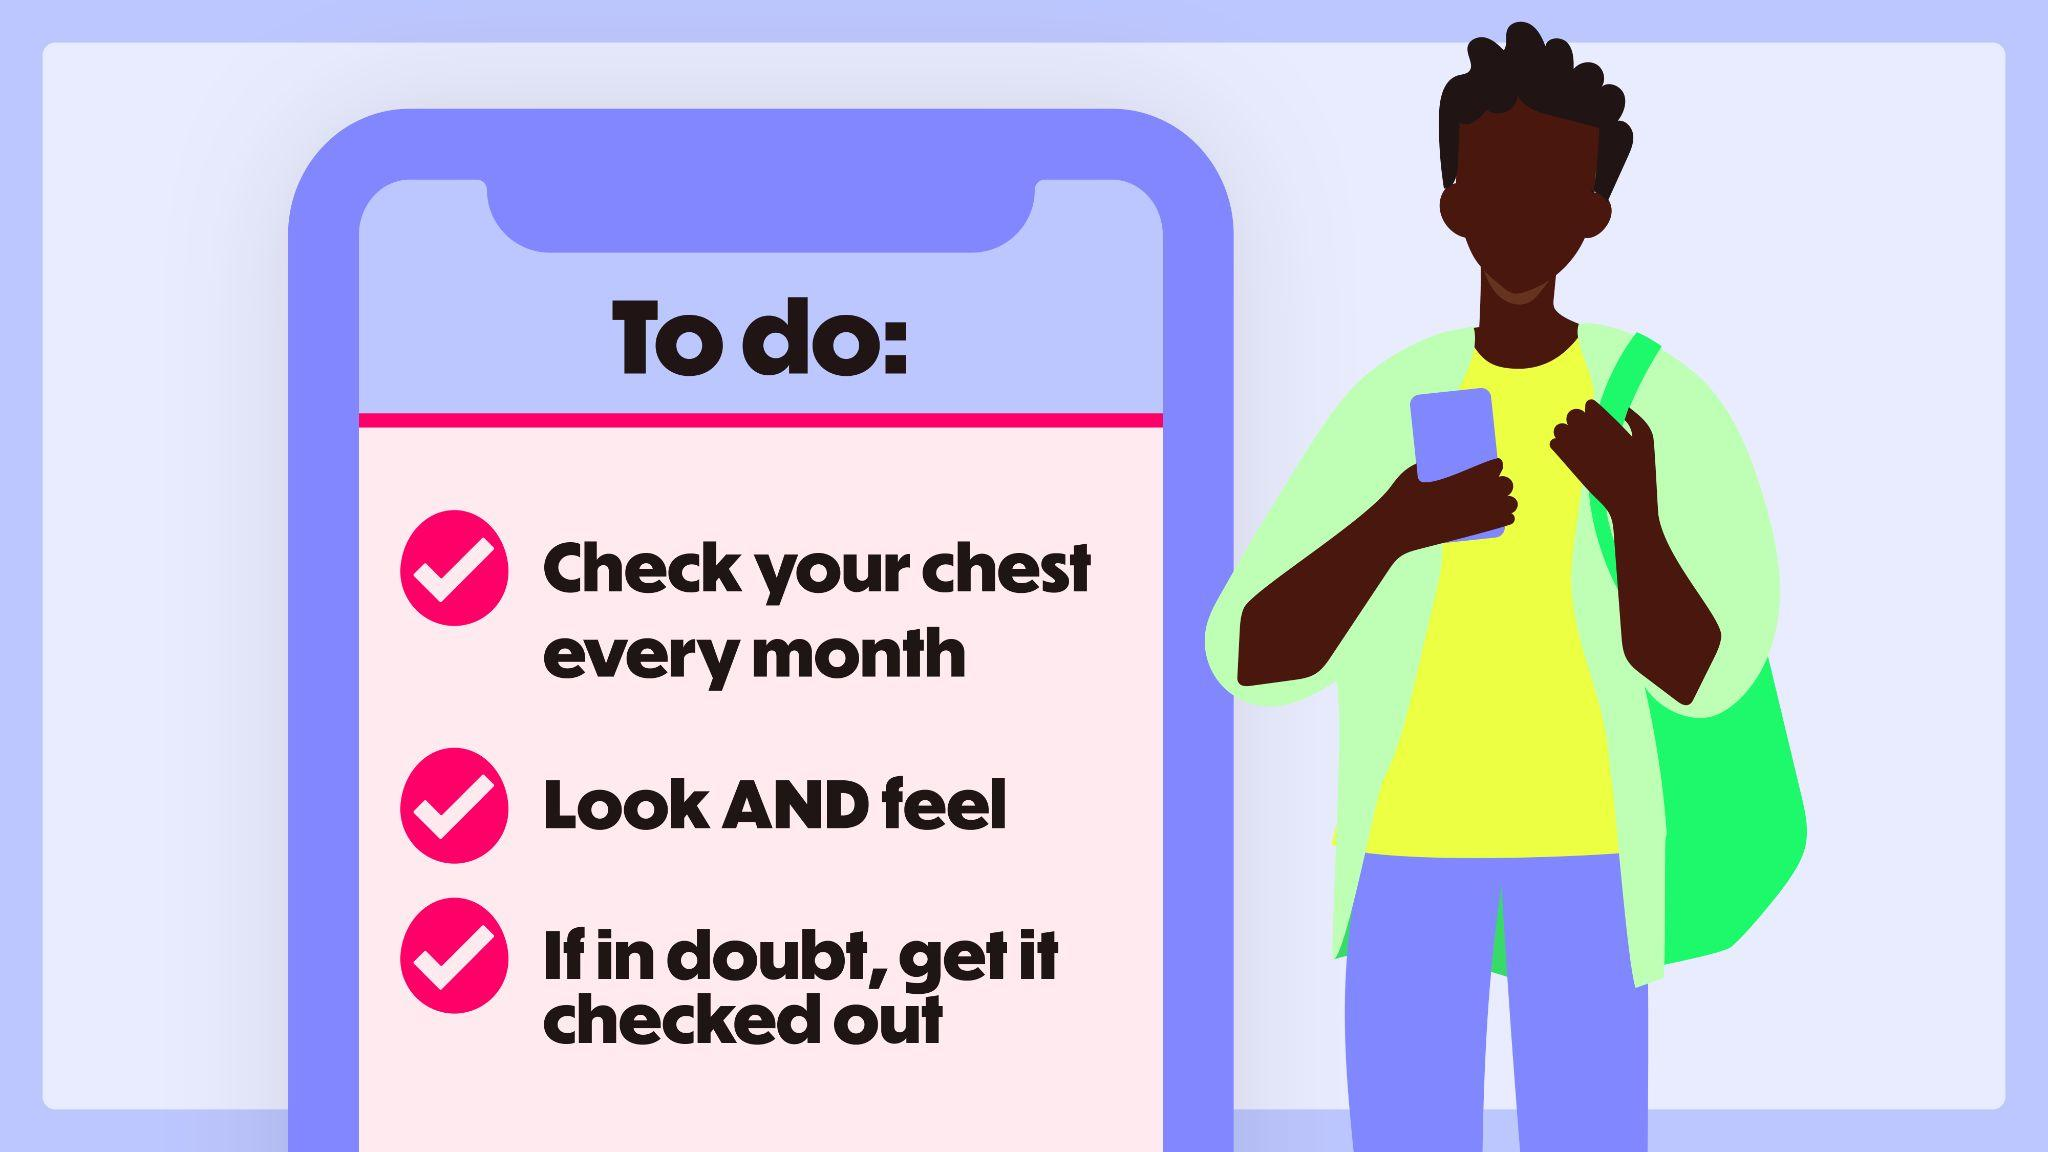 To do:
Check your chest
every month
Look AND feel
If in doubt, get it
checked out